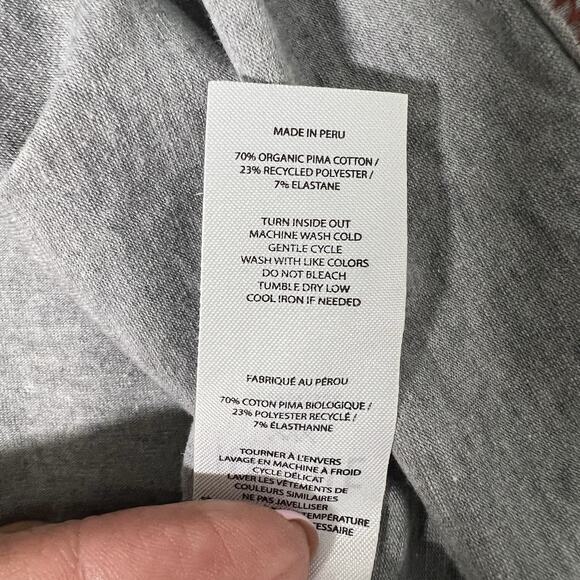 MADE IN PERU
70% ORGANIC PIMA COTTON /
23% RECYCLED POLYESTER /
7% ELASTANE
TURN INSIDE OUT
MACHINE WASH COLD
GENTLE CYCLE
WASH WITH LIKE COLORS
DO NOT BLEACH
TUMBLE DRY LOW
COOL IRON IF NEEDED
FABRIQUÉ AU PÉROU
70% COTON PIMA BIOLOGIQUE /
23% POLYESTER RECYCLÉ /
7% ÉLASTHANNE
TOURNER À L'ENVERS
LAVAGE EN MACHINE À FROID
CYCLE DÉLICAT
LAVER LES VÊTEMENTS DE
COULEURS SIMILAIRES
NE PAS JAVELLISER
TEMPÉRATURE